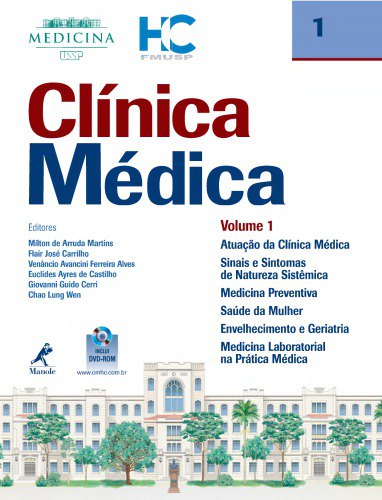 MEDICINA
USP
HC
FMUSP
1
Clínica
Médica
Editores
Milton de Arruda Martins
Flair José Carrilho
Venâncio Avancini Ferreira Alves
Euclides Ayres de Castilho
Giovanni Guido Cerri
Chao Lung Wen
Volume 1
Atuação da Clínica Médica
Sinais e Sintomas
de Natureza Sistêmica
Medicina Preventiva
Saúde da Mulher
Envelhecimento e Geriatria
Medicina Laboratorial
na Prática Médica
INCLUI
DVD-ROM
Manole
www.cmhc.com.br